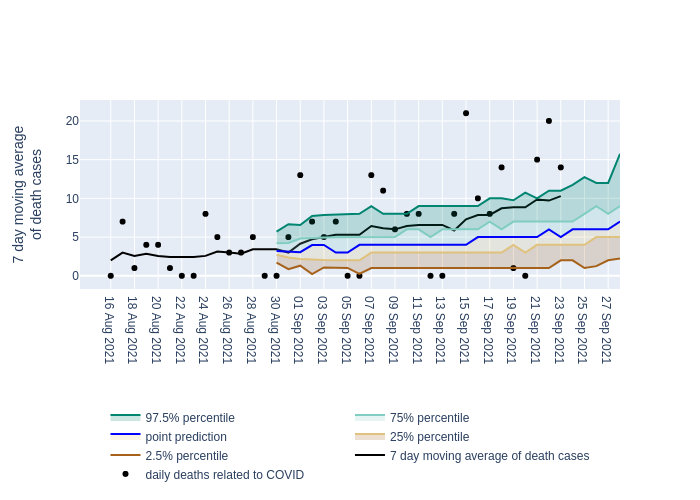 7 day moving average
of death cases
20
15
10
5
0
16 Aug 2021
18 Aug 2021
20 Aug 2021
22 Aug 2021
24 Aug 2021
26 Aug 2021
28 Aug 2021
30 Aug 2021
01 Sep 2021
03 Sep 2021
05 Sep 2021
07 Sep 2021
09 Sep 2021
11 Sep 2021
13 Sep 2021
15 Sep 2021
17 Sep 2021
19 Sep 2021
21 Sep 2021
23 Sep 2021
25 Sep 2021
27 Sep 2021
97.5% percentile
75% percentile
point prediction
25% percentile
2.5% percentile
7 day moving average of death cases
daily deaths related to COVID